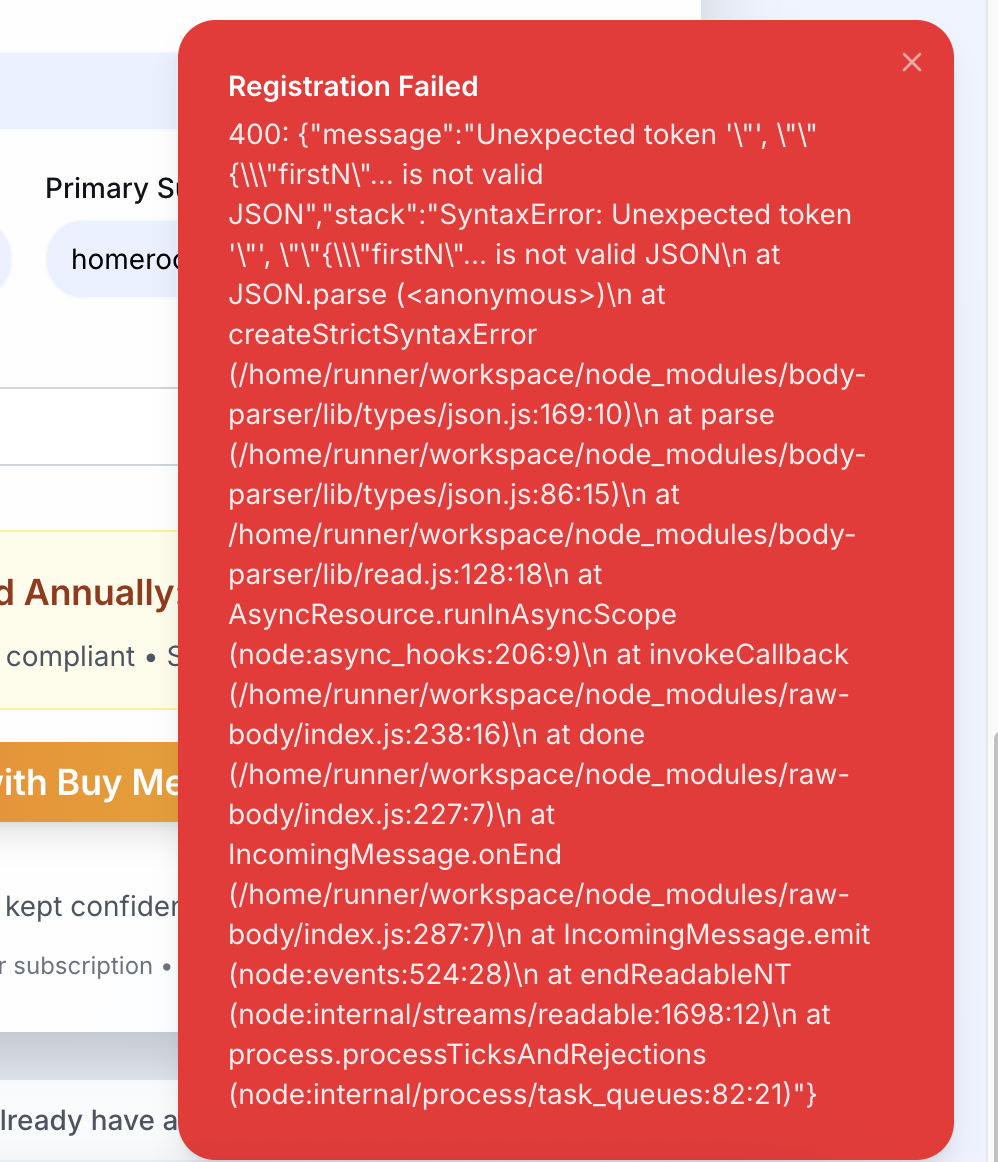 Registration Failed
400: {"message":"Unexpected token '\"', \"\"
{\\\"firstN\"... is not valid
JSON","stack":"SyntaxError: Unexpected token
'\"', \"\"{\\\"firstN\"... is not valid JSON\n at
JSON.parse (<anonymous>)\n at
createStrictSyntaxError
(/home/runner/workspace/node_modules/body-
parser/lib/types/json.js:169:10)\n at parse
(/home/runner/workspace/node_modules/body-
parser/lib/types/json.js:86:15)\n at
/home/runner/workspace/node_modules/body-
parser/lib/read.js:128:18\n at
AsyncResource.runInAsyncScope
(node:async_hooks:206:9)\n at invokeCallback
(/home/runner/workspace/node_modules/raw-
body/index.js:238:16)\n at done
(/home/runner/workspace/node_modules/raw-
body/index.js:227:7)\n at
IncomingMessage.onEnd
(/home/runner/workspace/node_modules/raw-
body/index.js:287:7)\n at IncomingMessage.emit
(node:events:524:28)\n at endReadableNT
(node:internal/streams/readable:1698:12)\n at
process.processTicksAndRejections
(node:internal/process/task_queues:82:21)"}
Primary S
homeroo
d Annually:
compliant • S
ith Buy Me
kept confiden
r subscription •
lready have a